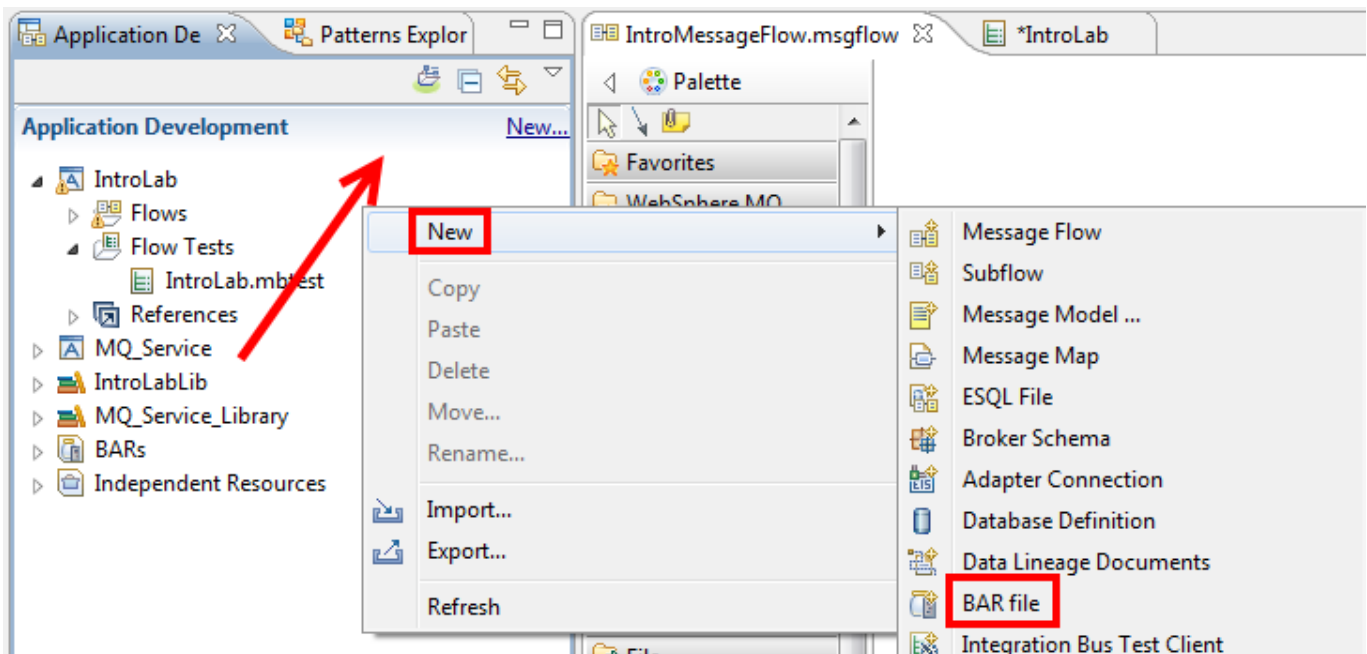 Application De
Patterns Explor
IntroMessageFlow.msgflow
*IntroLab
Palette
Application Development
New...
Favorites
WebSphere MQ
IntroLab
Flows
Flow Tests
IntroLab.mbtest
References
MQ_Service
IntroLabLib
MQ_Service_Library
BARs
Independent Resources
New
Copy
Paste
Delete
Move...
Rename...
Import...
Export...
Refresh
Message Flow
Subflow
Message Model ...
Message Map
ESQL File
Broker Schema
Adapter Connection
Database Definition
Data Lineage Documents
BAR file
Integration Bus Test Client
File